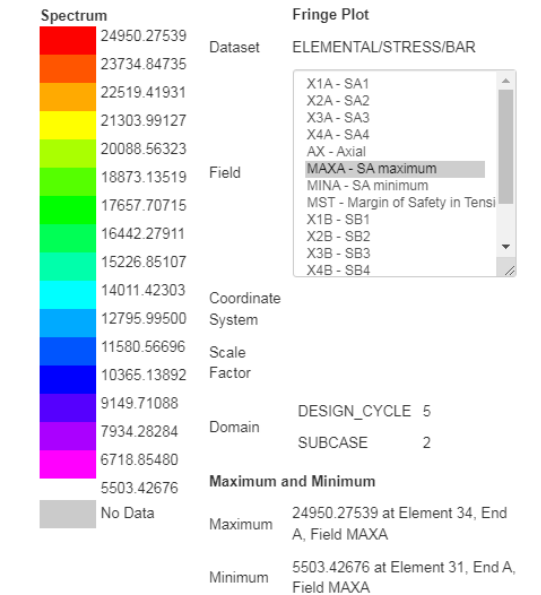 Spectrum
24950.27539
23734.84735
22519.41931
21303.99127
20088.56323
18873.13519
17657.70715
16442.27911
15226.85107
14011.42303
12795.99500
11580.56696
10365.13892
9149.71088
7934.28284
6718.85480
5503.42676
No Data
Fringe Plot
Dataset ELEMENTAL/STRESS/BAR
Field
X1A - SA1
X2A - SA2
X3A - SA3
X4A - SA4
AX - Axial
MAXA - SA maximum
MINA - SA minimum
MST - Margin of Safety in Tensi
X1B - SB1
X2B - SB2
X3B - SB3
X4B - SB4
Coordinate
System
Scale
Factor
Domain
DESIGN_CYCLE 5
SUBCASE 2
Maximum and Minimum
Maximum
24950.27539 at Element 34, End
A, Field MAXA
Minimum
5503.42676 at Element 31, End A,
Field MAXA